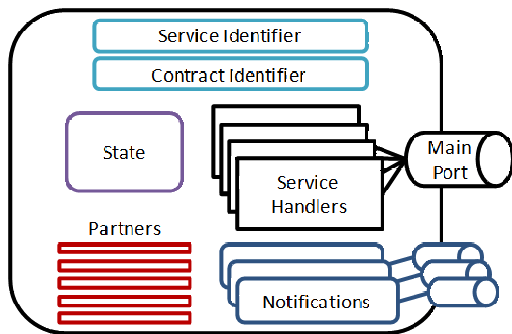 Service Identifier
Contract Identifier
State
Main
Port
Service
Handlers
Partners
Notifications